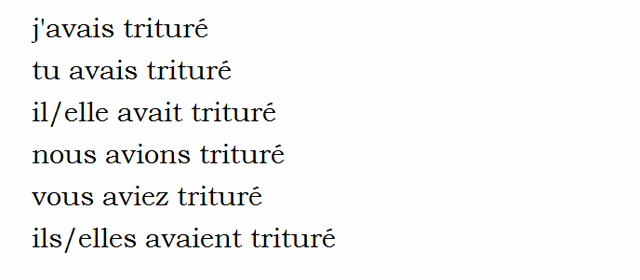 j'avais trituré
tu avais trituré
il/elle avait trituré
nous avions trituré
vous aviez trituré
ils/elles avaient trituré